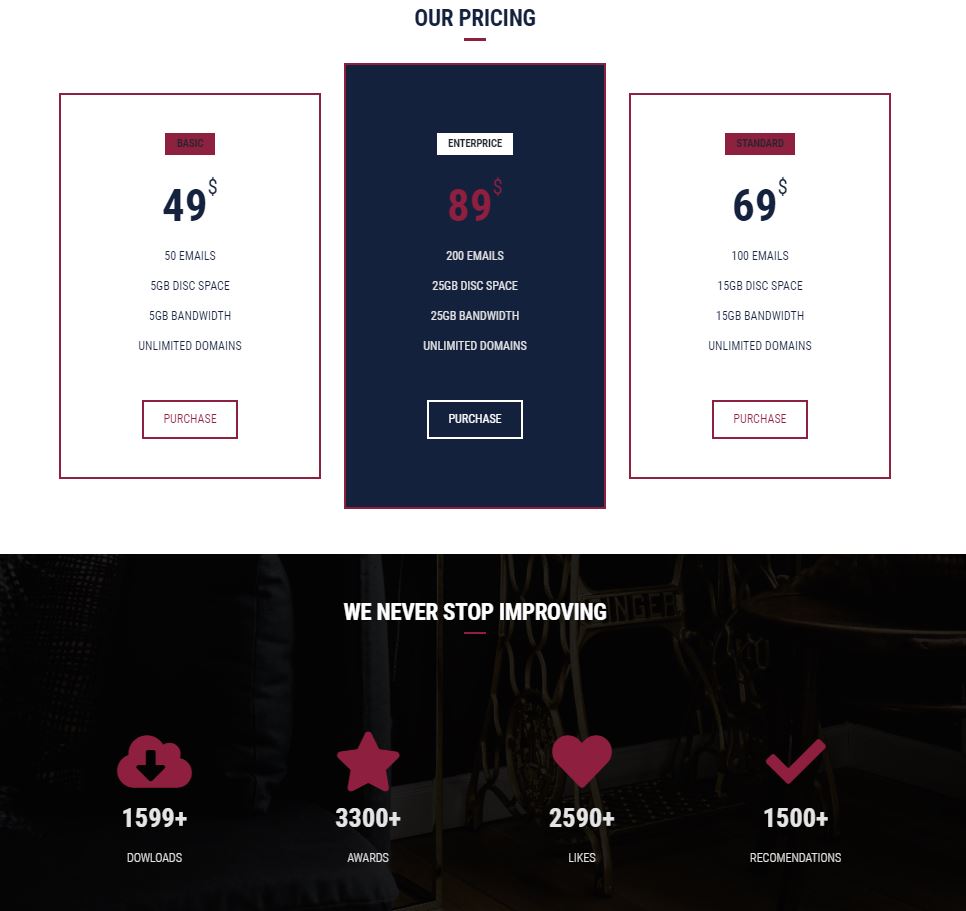 OUR PRICING
BASIC
49$
50 EMAILS
5GB DISC SPACE
5GB BANDWIDTH
UNLIMITED DOMAINS
PURCHASE
ENTERPRICE
89$
200 EMAILS
25GB DISC SPACE
25GB BANDWIDTH
UNLIMITED DOMAINS
PURCHASE
STANDARD
69$
100 EMAILS
15GB DISC SPACE
15GB BANDWIDTH
UNLIMITED DOMAINS
PURCHASE
WE NEVER STOP IMPROVING
INGER
1599+
DOWLOADS
3300+
AWARDS
2590+
LIKES
1500+
RECOMENDATIONS